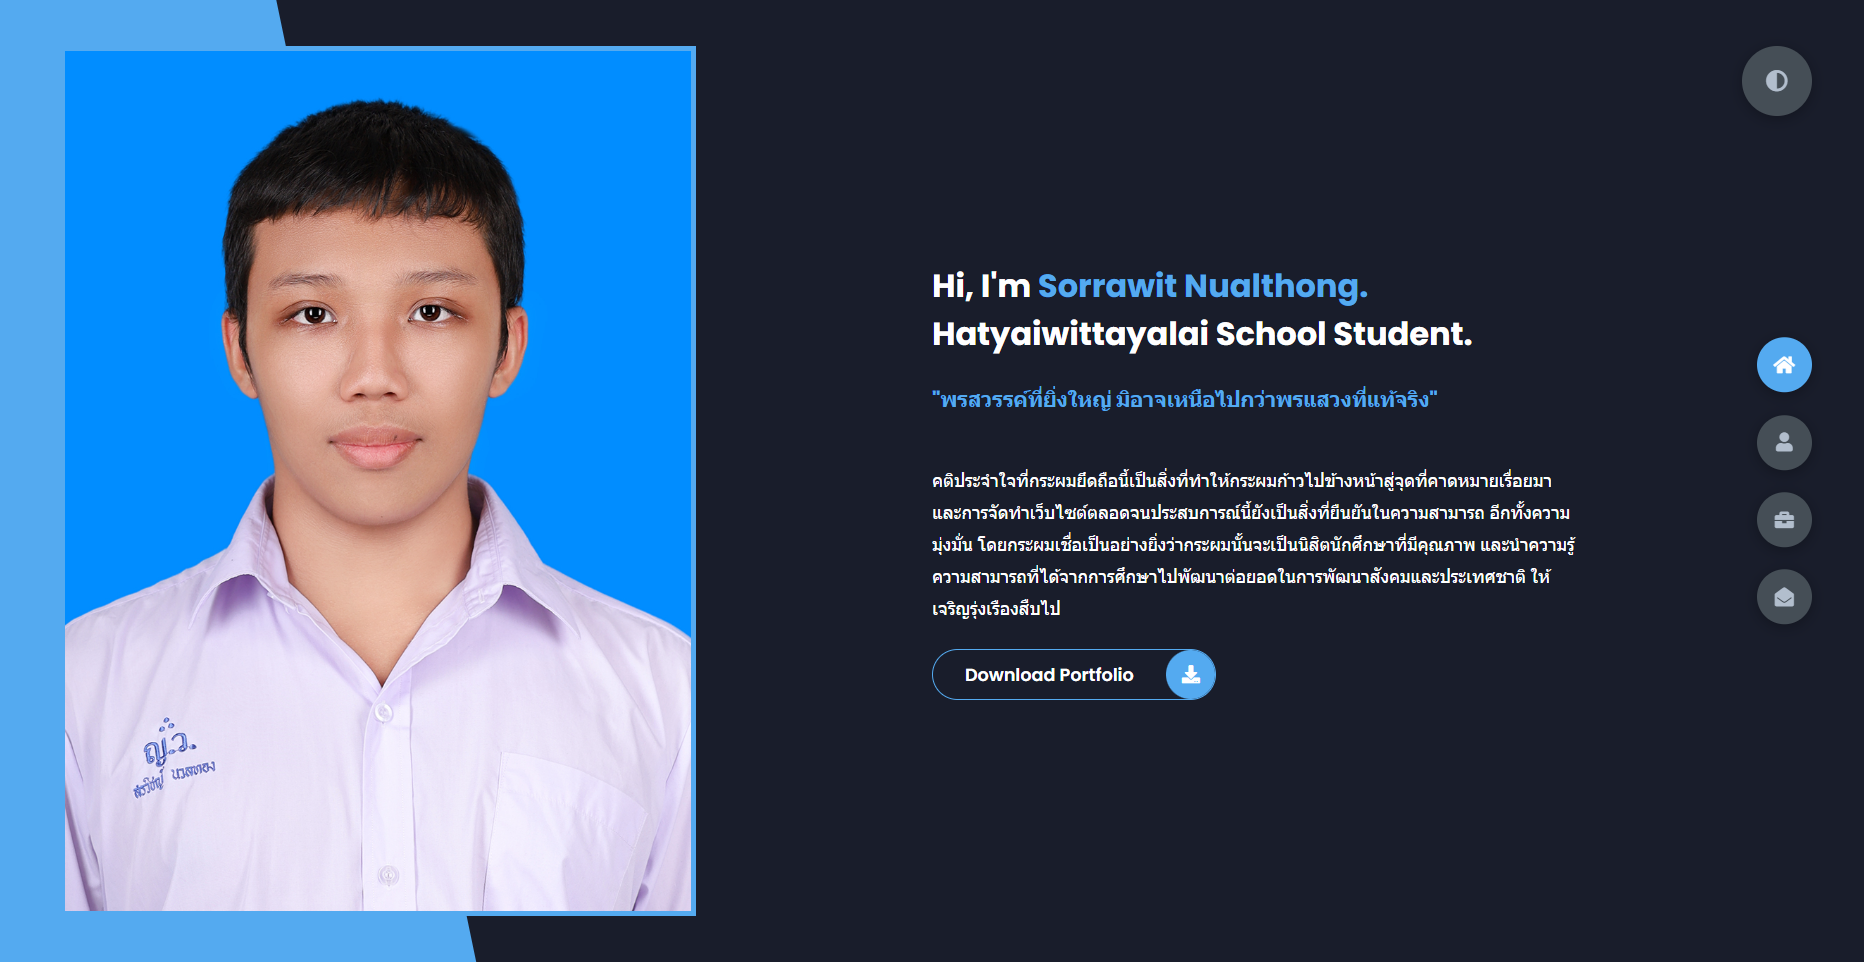 Hi, I'm Sorrawit Nualthong.
Hatyaiwittayalai School Student.
"พรสวรรค์ที่ยิ่งใหญ่ มิอาจเหนือไปกว่าพรแสวงที่แท้จริง"
คติประจำใจที่กระผมยึดถือนี้เป็นสิ่งที่ทำให้กระผมก้าวไปข้างหน้าสู่จุดที่คาดหมายเรื่อยมา
และการจัดทำเว็บไซต์ตลอดจนประสบการณ์นี้ยังเป็นสิ่งที่ยืนยันในความสามารถ อีกทั้งความ
มุ่งมั่น โดยกระผมเชื่อเป็นอย่างยิ่งว่ากระผมนั้นจะเป็นนิสิตนักศึกษาที่มีคุณภาพ และนำความรู้
ความสามารถที่ได้จากการศึกษาไปพัฒนาต่อยอดในการพัฒนาสังคมและประเทศชาติ ให้
เจริญรุ่งเรืองสืบไป
Download Portfolio
ญ.ว.
สรวิชญ์ นวลทอง